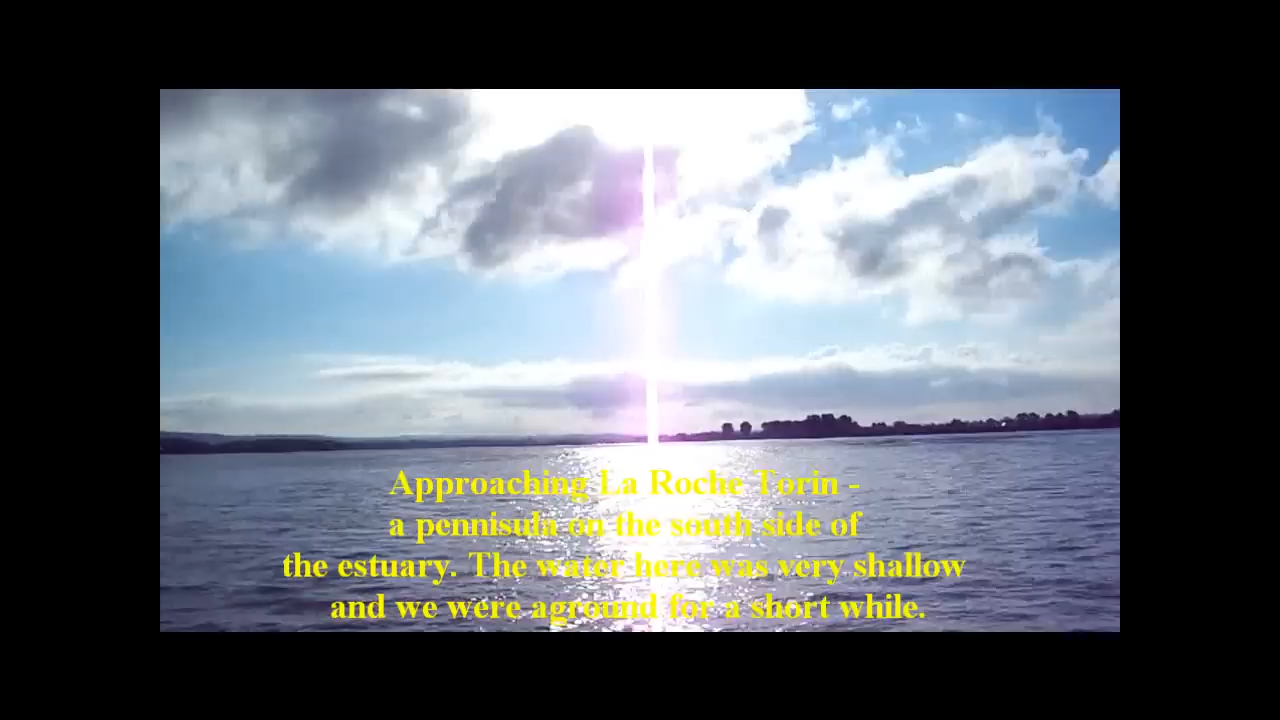 Approaching La Roche Torin -
a pennisula on the south side of
the estuary. The water here was very shallow
and we were aground for a short while.